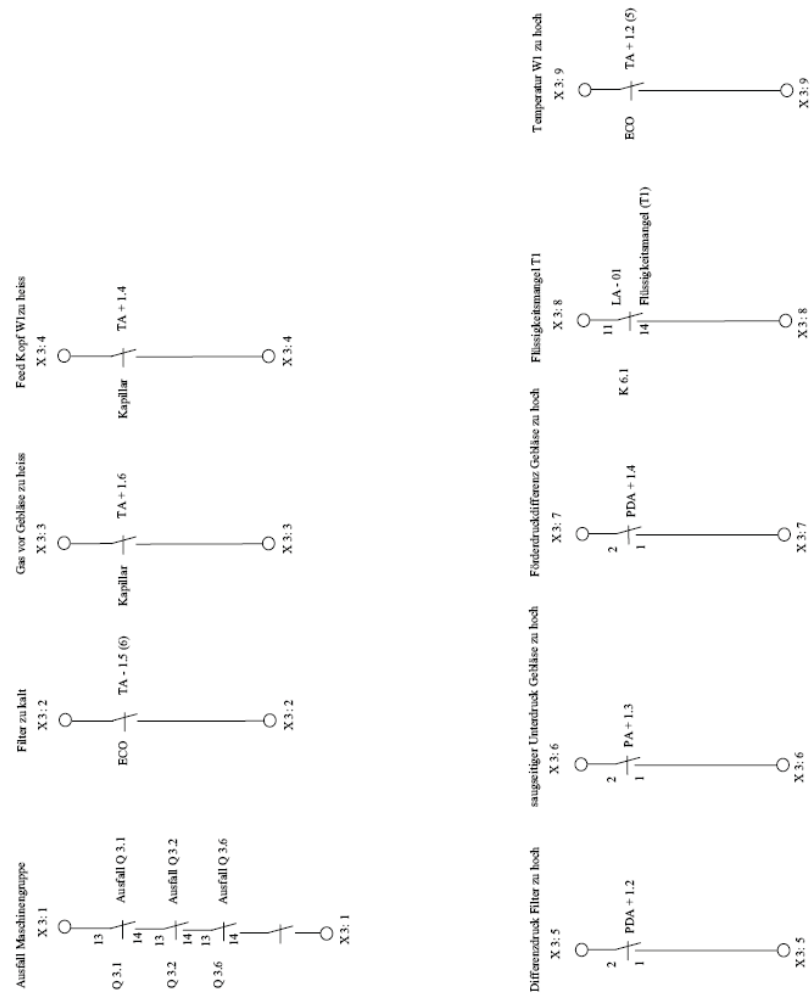 Ausfall Maschinengruppe
X 3: 1
13
14
Q 3.1
Ausfall Q 3.1
13
14
Q 3.2
Ausfall Q 3.2
13
14
Q 3.6
Ausfall Q 3.6
X 3: 1
Filter zu kalt
X 3: 2
ECO
TA - 1.5 (6)
X 3: 2
Gas vor Gebläse zu heiss
X 3: 3
Kapillar
TA + 1.6
X 3: 3
Feed Kopf W1zu heiss
X 3: 4
Kapillar
TA + 1.4
X 3: 4
Differenzdruck Filter zu hoch
X 3: 5
2
1
PDA + 1.2
X 3: 5
saugseitiger Unterdruck Gebläse zu hoch
X 3: 6
2
1
PA + 1.3
X 3: 6
Förderdruckdifferenz Gebläse zu hoch
X 3: 7
2
1
PDA + 1.4
X 3: 7
Flüssigkeitsmangel T1
X 3: 8
11
14
K 6.1
LA - 01
Flüssigkeitsmangel (T1)
X 3: 8
Temperatur W1 zu hoch
X 3: 9
ECO
TA + 1.2 (5)
X 3: 9